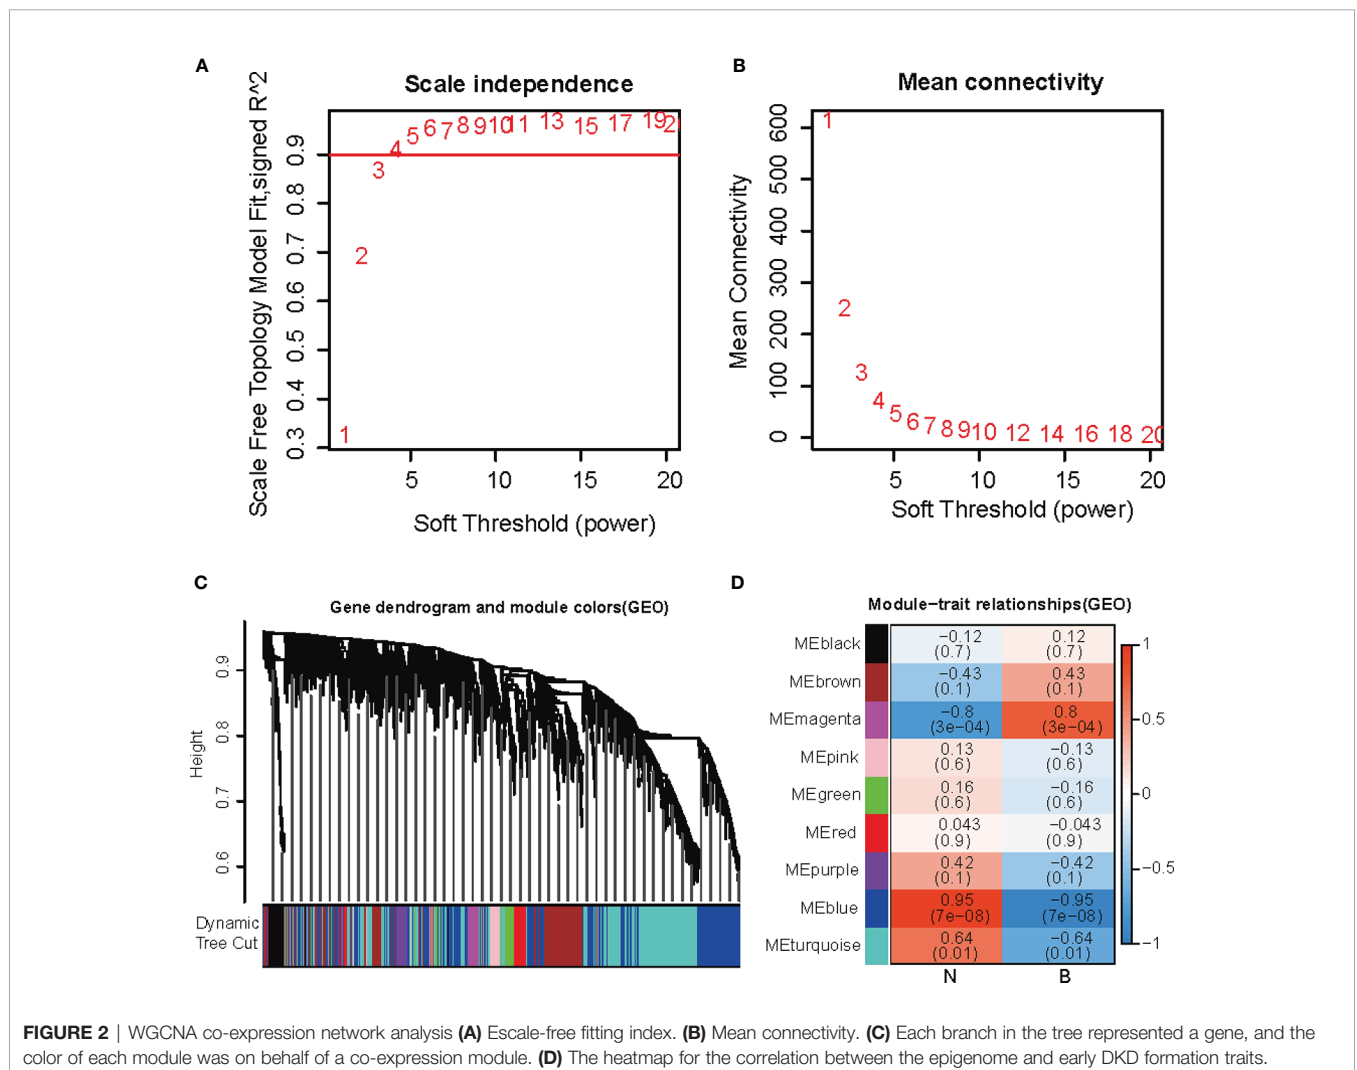 A
Scale independence
Scale Free Topology Model Fit,signed R^2
0.3 0.4 0.5 0.6 0.7 0.8 0.9
1 2 3 4 5 6 7 8 9 10 11 13 15 17 19
5 10 15 20
Soft Threshold (power)
B
Mean connectivity
Mean Connectivity
0 100 200 300 400 500 600
1 2 3 4 5 6 7 8 9 10 12 14 16 18 20
5 10 15 20
Soft Threshold (power)
C
Gene dendrogram and module colors(GEO)
Height
0.6 0.7 0.8 0.9
Dynamic
Tree Cut
D
Module−trait relationships(GEO)
MEblack −0.12 0.12
(0.7) (0.7)
MEbrown −0.43 0.43
(0.1) (0.1)
MEmagenta −0.8 0.8
(3e−04) (3e−04)
MEpink 0.13 −0.13
(0.6) (0.6)
MEgreen 0.16 −0.16
(0.6) (0.6)
MEred 0.043 −0.043
(0.9) (0.9)
MEpurple 0.42 −0.42
(0.1) (0.1)
MEblue 0.95 −0.95
(7e−08) (7e−08)
MEturquoise 0.64 −0.64
(0.01) (0.01)
N B
1
0.5
0
−0.5
−1
FIGURE 2 | WGCNA co-expression network analysis (A) Escale-free fitting index. (B) Mean connectivity. (C) Each branch in the tree represented a gene, and the
color of each module was on behalf of a co-expression module. (D) The heatmap for the correlation between the epigenome and early DKD formation traits.